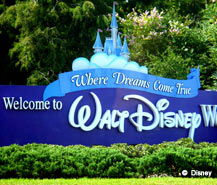 Where Dreams Come True
Welcome to WALT DISNEY W
© Disney